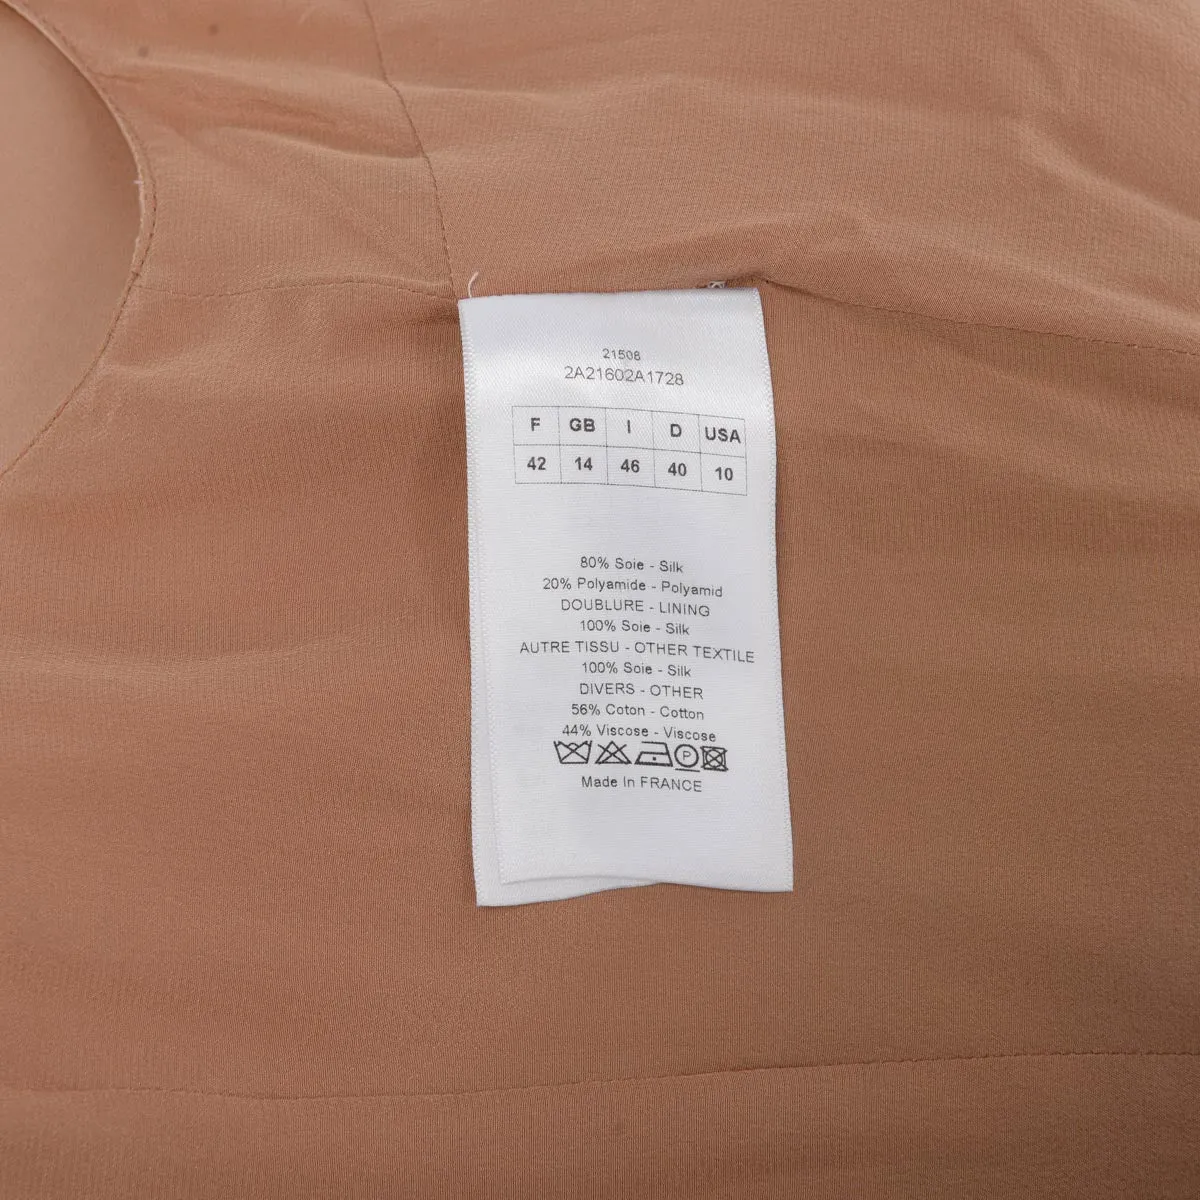 21508
2A21602A1728
F GB I D USA
42 14 46 40 10
80% Soie - Silk
20% Polyamide - Polyamid
DOUBLURE - LINING
100% Soie - Silk
AUTRE TISSU - OTHER TEXTILE
100% Soie - Silk
DIVERS - OTHER
56% Coton - Cotton
44% Viscose - Viscose
P
Made In FRANCE